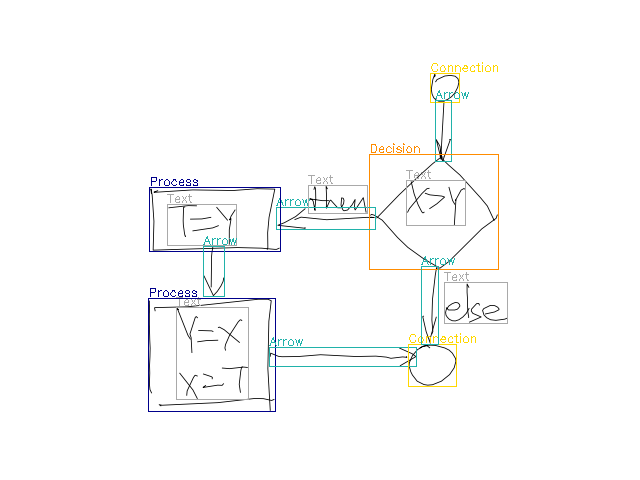 Connection
Arrow
Decision
Text
X>Y
Text
then
Arrow
Process
Text
T=Y
Arrow
Process
Text
Y=X
X=T
Arrow
Arrow
Text
else
Connection